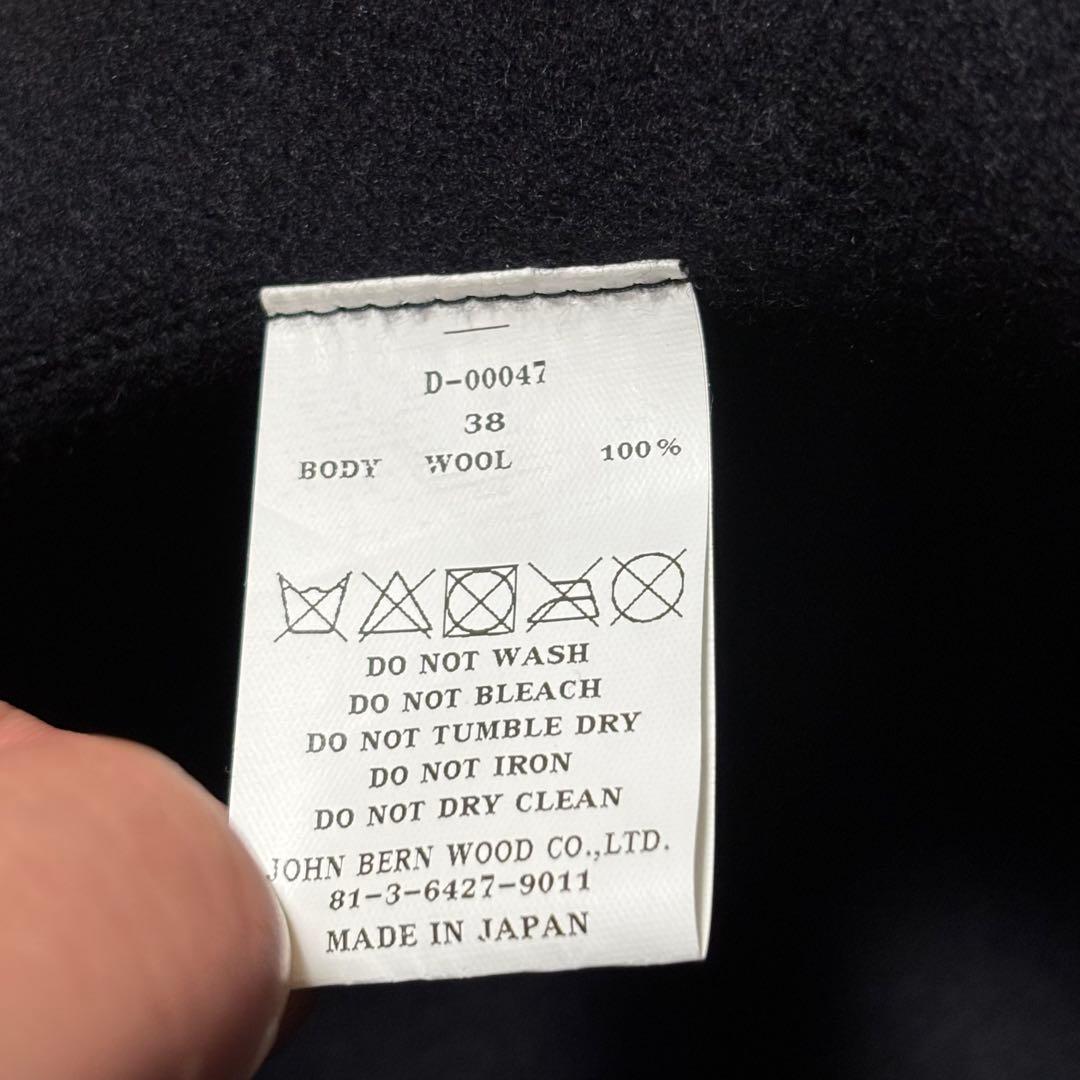 D-00047
38
BODY WOOL 100%
DO NOT WASH
DO NOT BLEACH
DO NOT TUMBLE DRY
DO NOT IRON
DO NOT DRY CLEAN
JOHN BERN WOOD CO.,LTD.
81-3-6427-9011
MADE IN JAPAN